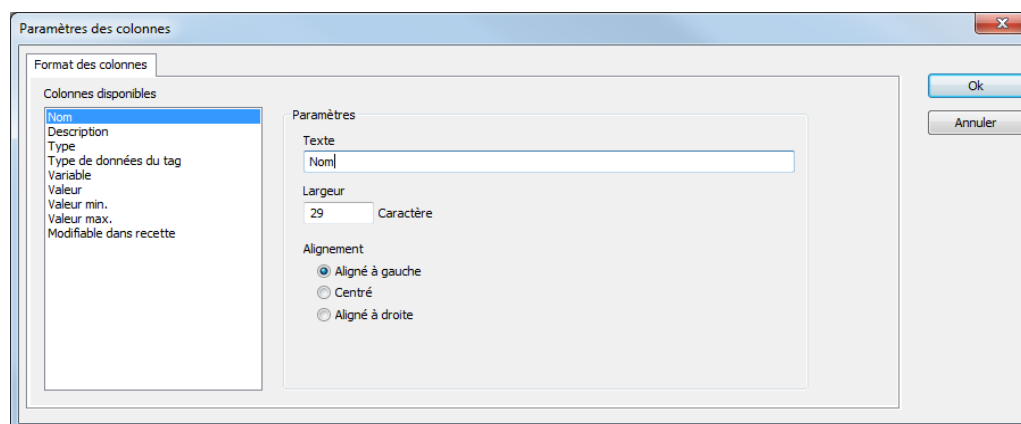 Paramètres des colonnes
Format des colonnes
Colonnes disponibles
Nom
Description
Type
Type de données du tag
Variable
Valeur
Valeur min.
Valeur max.
Modifiable dans recette
Paramètres
Texte
Nom
Largeur
29 Caractère
Alignement
Aligné à gauche
Centré
Aligné à droite
Ok
Annuler